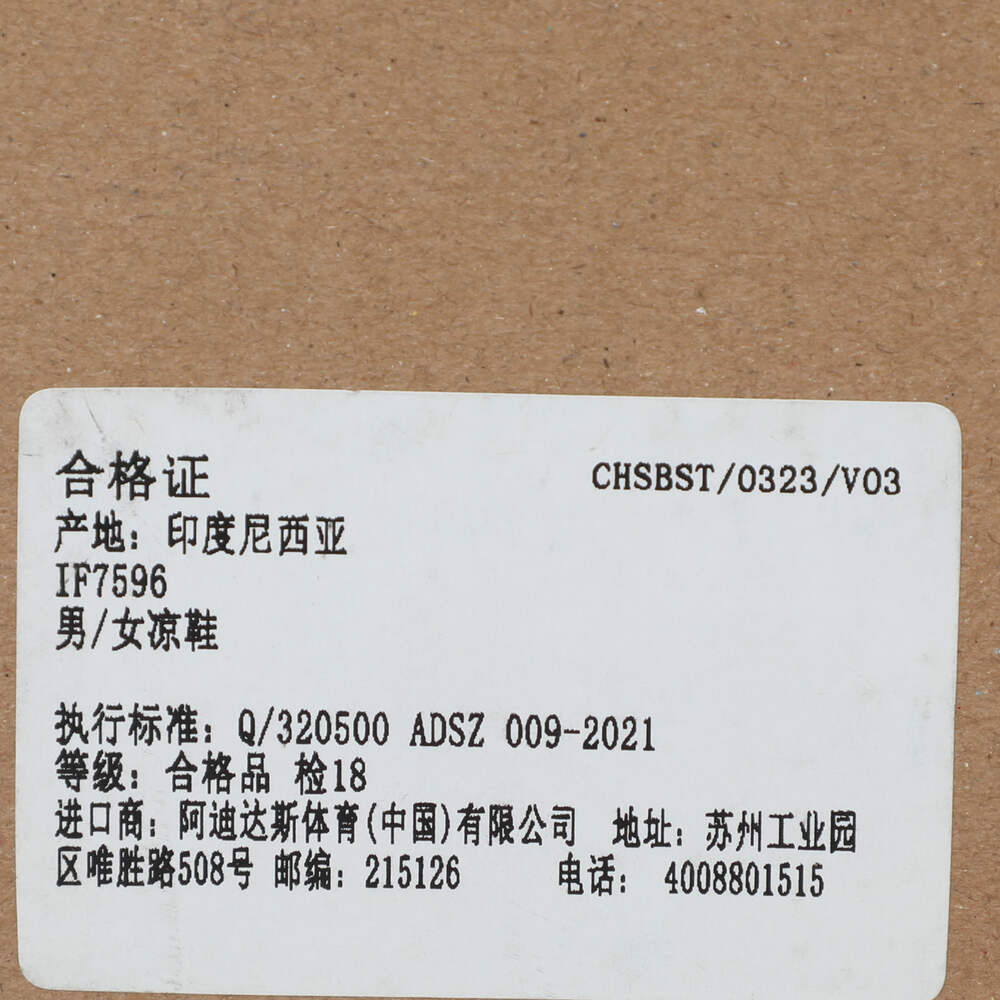 合格证 CHSBST/0323/V03
产地：印度尼西亚
IF7596
男/女凉鞋
执行标准：Q/320500 ADSZ 009-2021
等级：合格品 检18
进口商：阿迪达斯体育(中国)有限公司 地址：苏州工业园
区唯胜路508号 邮编：215126 电话：4008801515